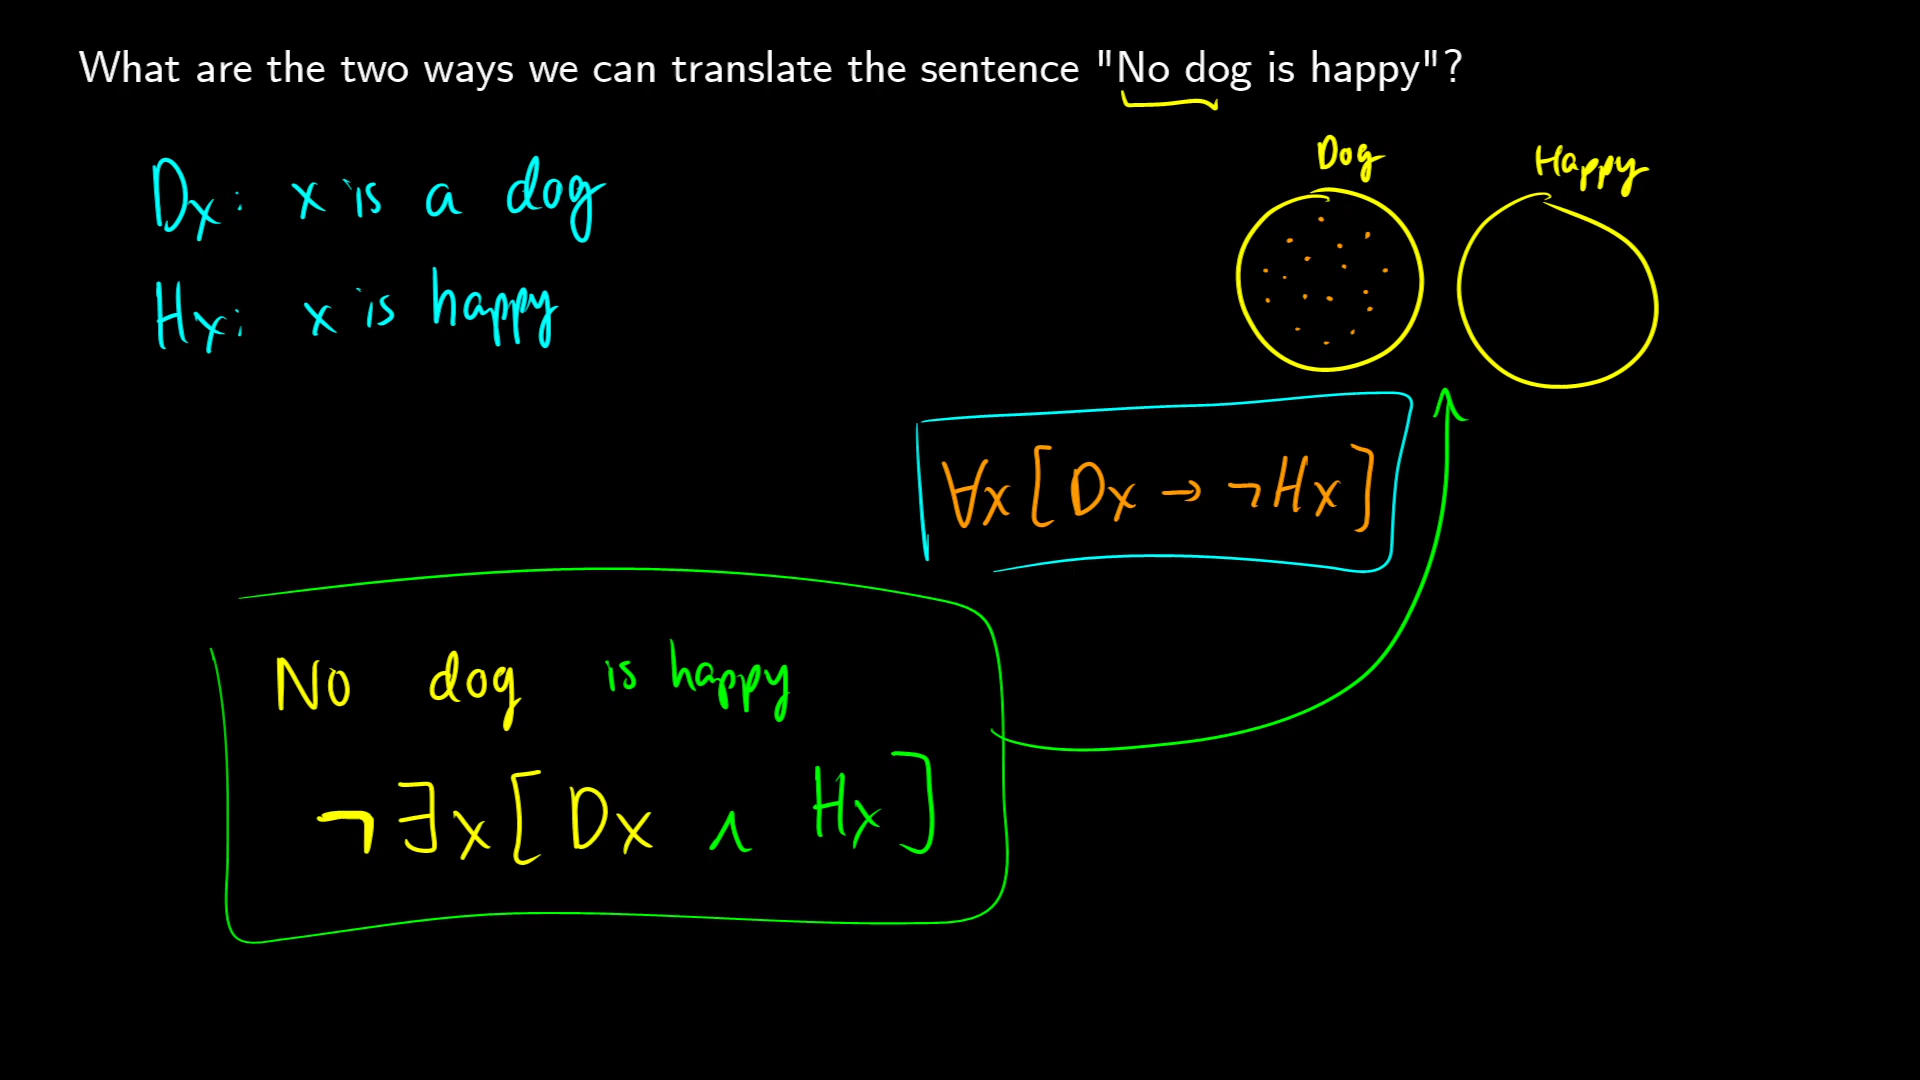 What are the two ways we can translate the sentence "No dog is happy"?
Dx: x is a dog
Hx: x is happy
Dog
Happy
∀x[Dx → ¬Hx]
No dog is happy
¬∃x[Dx ∧ Hx]